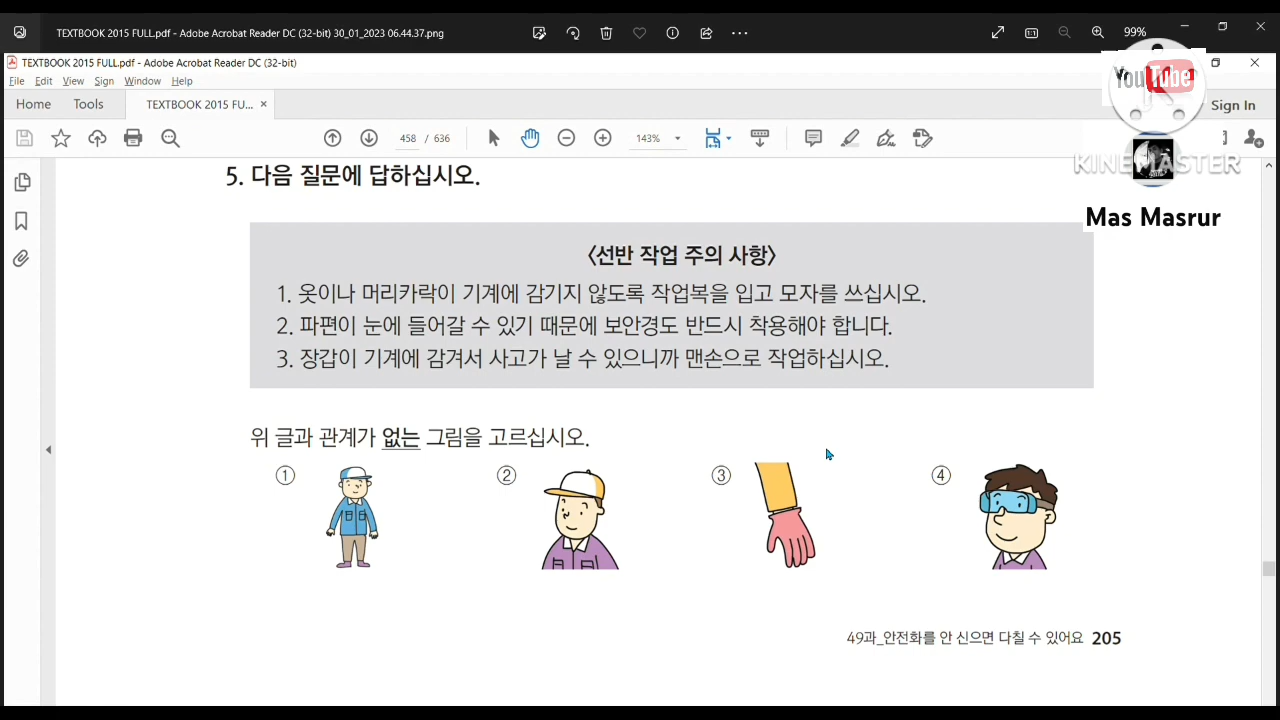 TEXTBOOK 2015 FULL.pdf - Adobe Acrobat Reader DC (32-bit) 30_01_2023 06.44.37.png
99%
TEXTBOOK 2015 FULL.pdf - Adobe Acrobat Reader DC (32-bit)
File Edit View Sign Window Help
Home Tools TEXTBOOK 2015 FU... × Sign In
458 / 636 143%
YouTube
KINEMASTER
Mas Masrur
5. 다음 질문에 답하십시오.
〈선반 작업 주의 사항〉
1. 옷이나 머리카락이 기계에 감기지 않도록 작업복을 입고 모자를 쓰십시오.
2. 파편이 눈에 들어갈 수 있기 때문에 보안경도 반드시 착용해야 합니다.
3. 장갑이 기계에 감겨서 사고가 날 수 있으니까 맨손으로 작업하십시오.
위 글과 관계가 없는 그림을 고르십시오.
① ② ③ ④
49과_안전화를 안 신으면 다칠 수 있어요 205